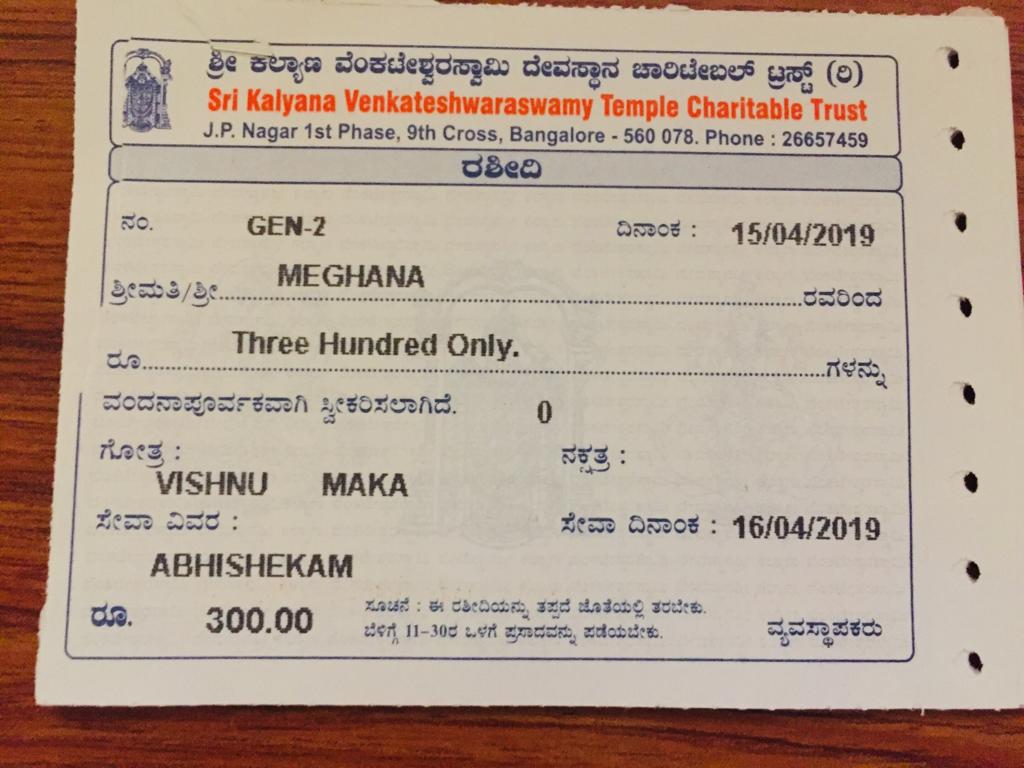 ಶ್ರೀ ಕಲ್ಯಾಣ ವೆಂಕಟೇಶ್ವರಸ್ವಾಮಿ ದೇವಸ್ಥಾನ ಚಾರಿಟೇಬಲ್ ಟ್ರಸ್ಟ್ (ರಿ)
Sri Kalyana Venkateshwaraswamy Temple Charitable Trust
J.P. Nagar 1st Phase, 9th Cross, Bangalore - 560 078. Phone : 26657459
ರಶೀದಿ
ನಂ. GEN-2 ದಿನಾಂಕ : 15/04/2019
ಶ್ರೀಮತಿ/ಶ್ರೀ MEGHANA ರವರಿಂದ
ರೂ. Three Hundred Only. ಗಳನ್ನು
ವಂದನಾಪೂರ್ವಕವಾಗಿ ಸ್ವೀಕರಿಸಲಾಗಿದೆ. 0
ಗೋತ್ರ : ನಕ್ಷತ್ರ :
VISHNU MAKA
ಸೇವಾ ವಿವರ : ಸೇವಾ ದಿನಾಂಕ : 16/04/2019
ABHISHEKAM
ರೂ. 300.00 ಸೂಚನೆ : ಈ ರಶೀದಿಯನ್ನು ತಪ್ಪದೆ ಜೊತೆಯಲ್ಲಿ ತರಬೇಕು.
ಬೆಳಿಗ್ಗೆ 11-30ರ ಒಳಗೆ ಪ್ರಸಾದವನ್ನು ಪಡೆಯಬೇಕು. ವ್ಯವಸ್ಥಾಪಕರು